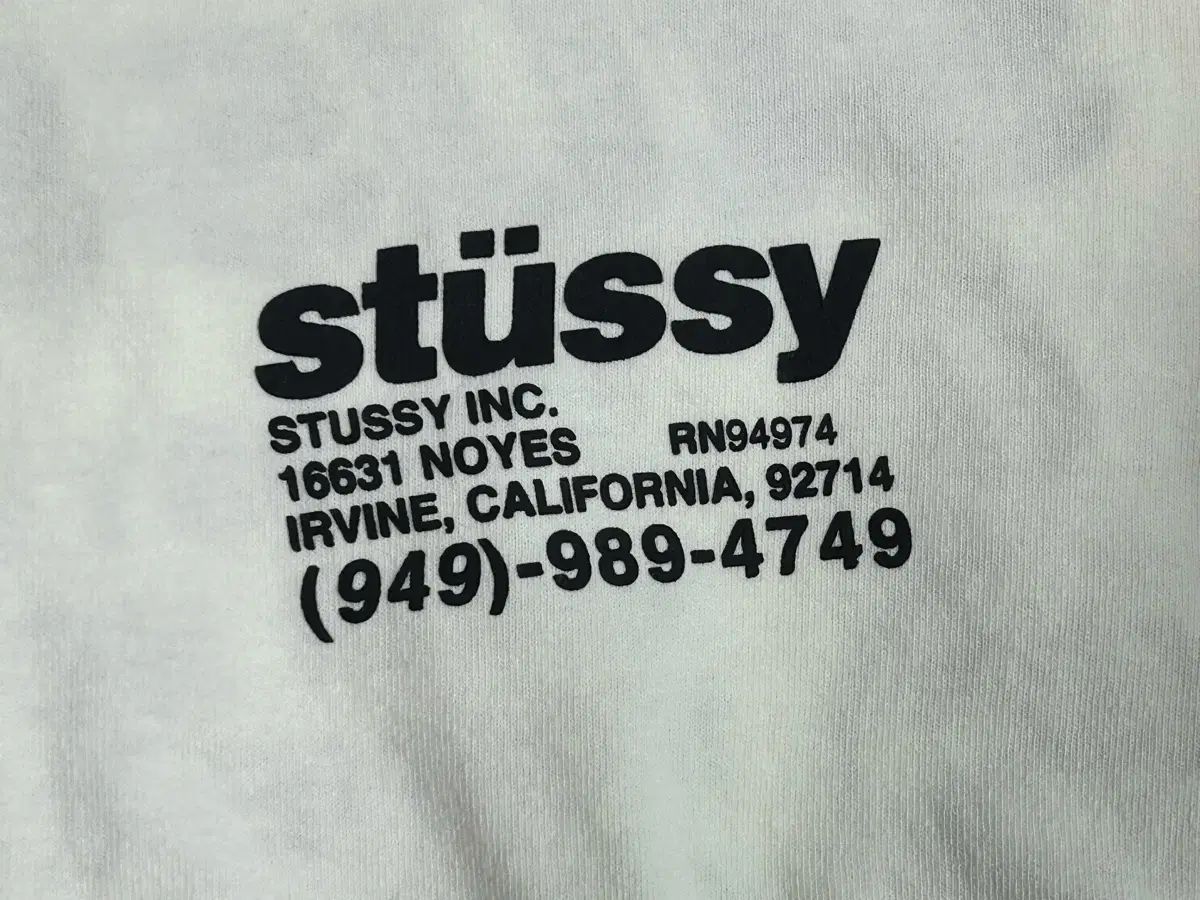 stüssy
STUSSY INC.
16631 NOYES RN94974
IRVINE, CALIFORNIA, 92714
(949)-989-4749